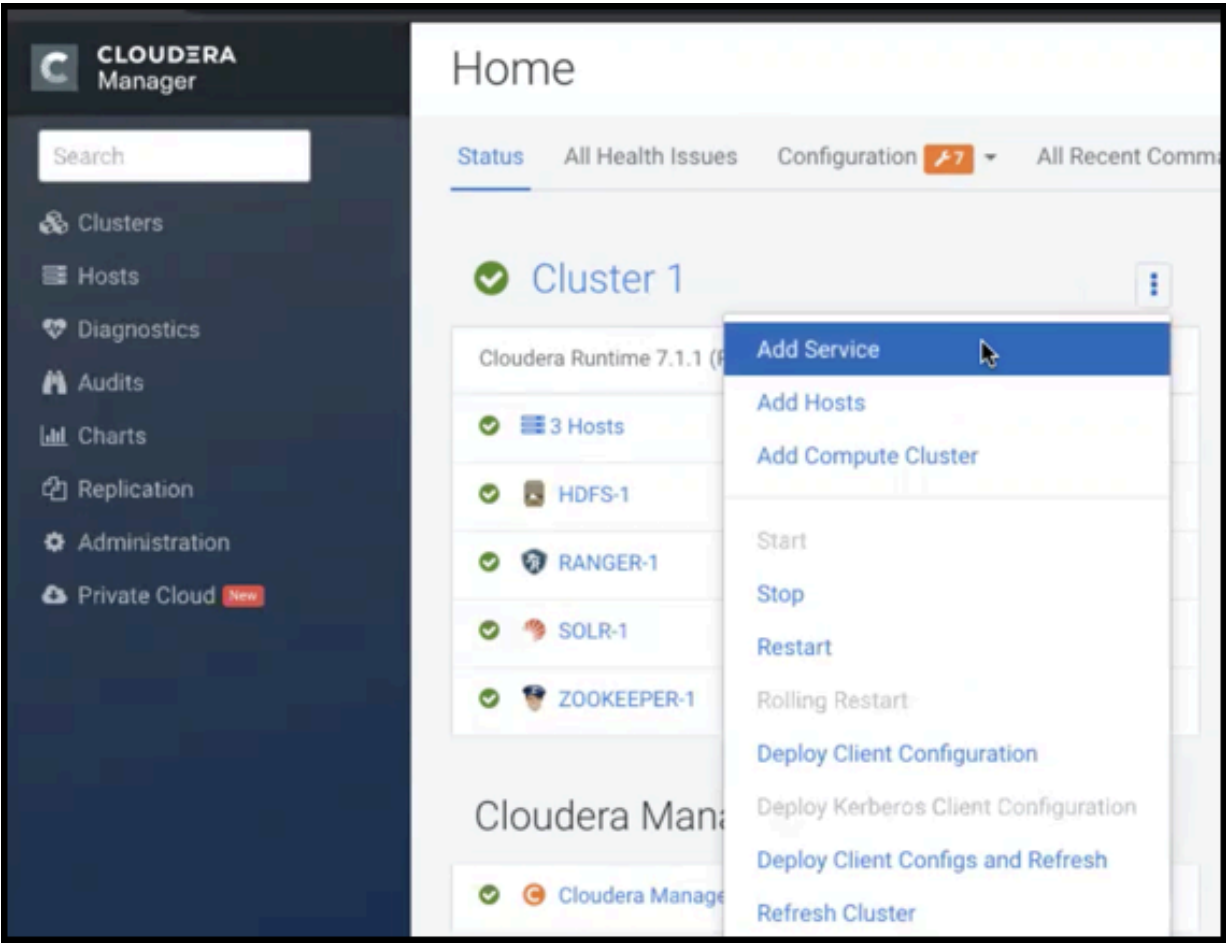 CLOUDERA
Manager
Search
Clusters
Hosts
Diagnostics
Audits
Charts
Replication
Administration
Private Cloud New
Home
Status All Health Issues Configuration 7 All Recent
Cluster 1
Cloudera Runtime 7.1.1
3 Hosts
HDFS-1
RANGER-1
SOLR-1
ZOOKEEPER-1
Cloudera
Cloudera
Add Service
Add Hosts
Add Compute Cluster
Start
Stop
Restart
Rolling Restart
Deploy Client Configuration
Deploy Kerberos Client Configuration
Deploy Client Configs and Refresh
Refresh Cluster